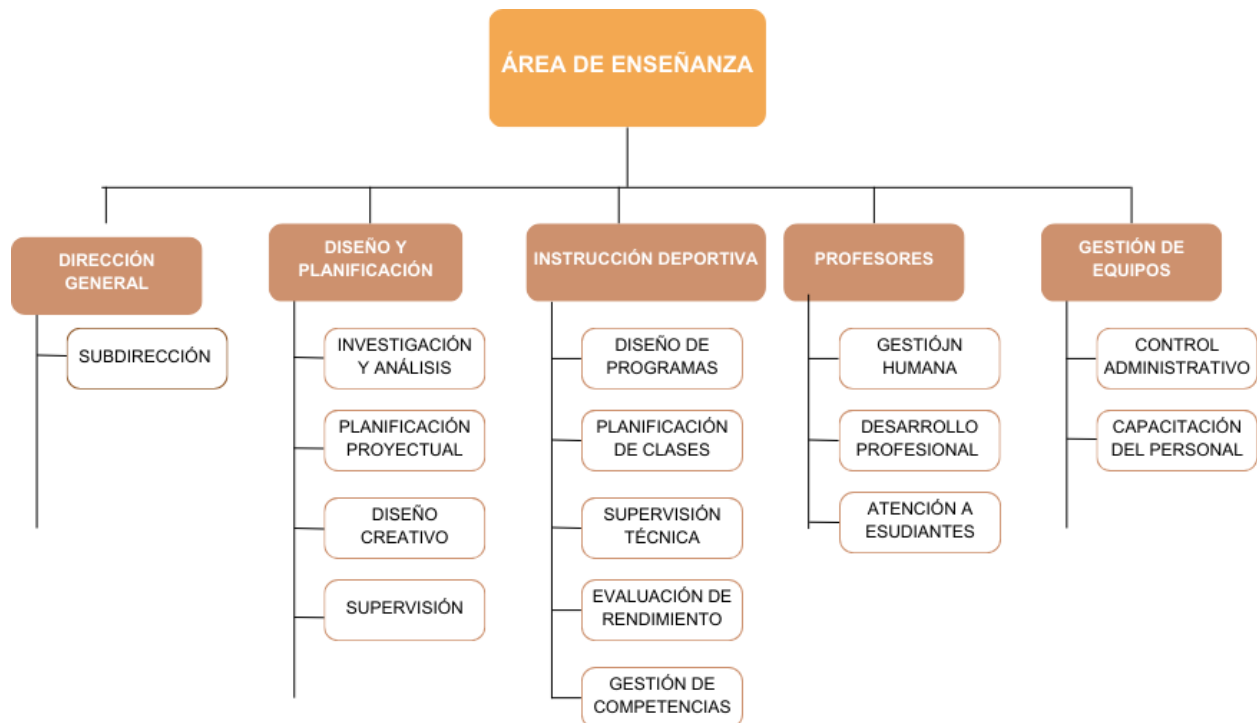 ÁREA DE ENSEÑANZA
DIRECCIÓN
GENERAL
SUBDIRECCIÓN
DISEÑO Y
PLANIFICACIÓN
INVESTIGACIÓN
Y ANÁLISIS
PLANIFICACIÓN
PROYECTUAL
DISEÑO
CREATIVO
SUPERVISIÓN
INSTRUCCIÓN DEPORTIVA
DISEÑO DE
PROGRAMAS
PLANIFICACIÓN
DE CLASES
SUPERVISIÓN
TÉCNICA
EVALUACIÓN DE
RENDIMIENTO
GESTIÓN DE
COMPETENCIAS
PROFESORES
GESTIÓJN
HUMANA
DESARROLLO
PROFESIONAL
ATENCIÓN A
ESUDIANTES
GESTIÓN DE
EQUIPOS
CONTROL
ADMINISTRATIVO
CAPACITACIÓN
DEL PERSONAL